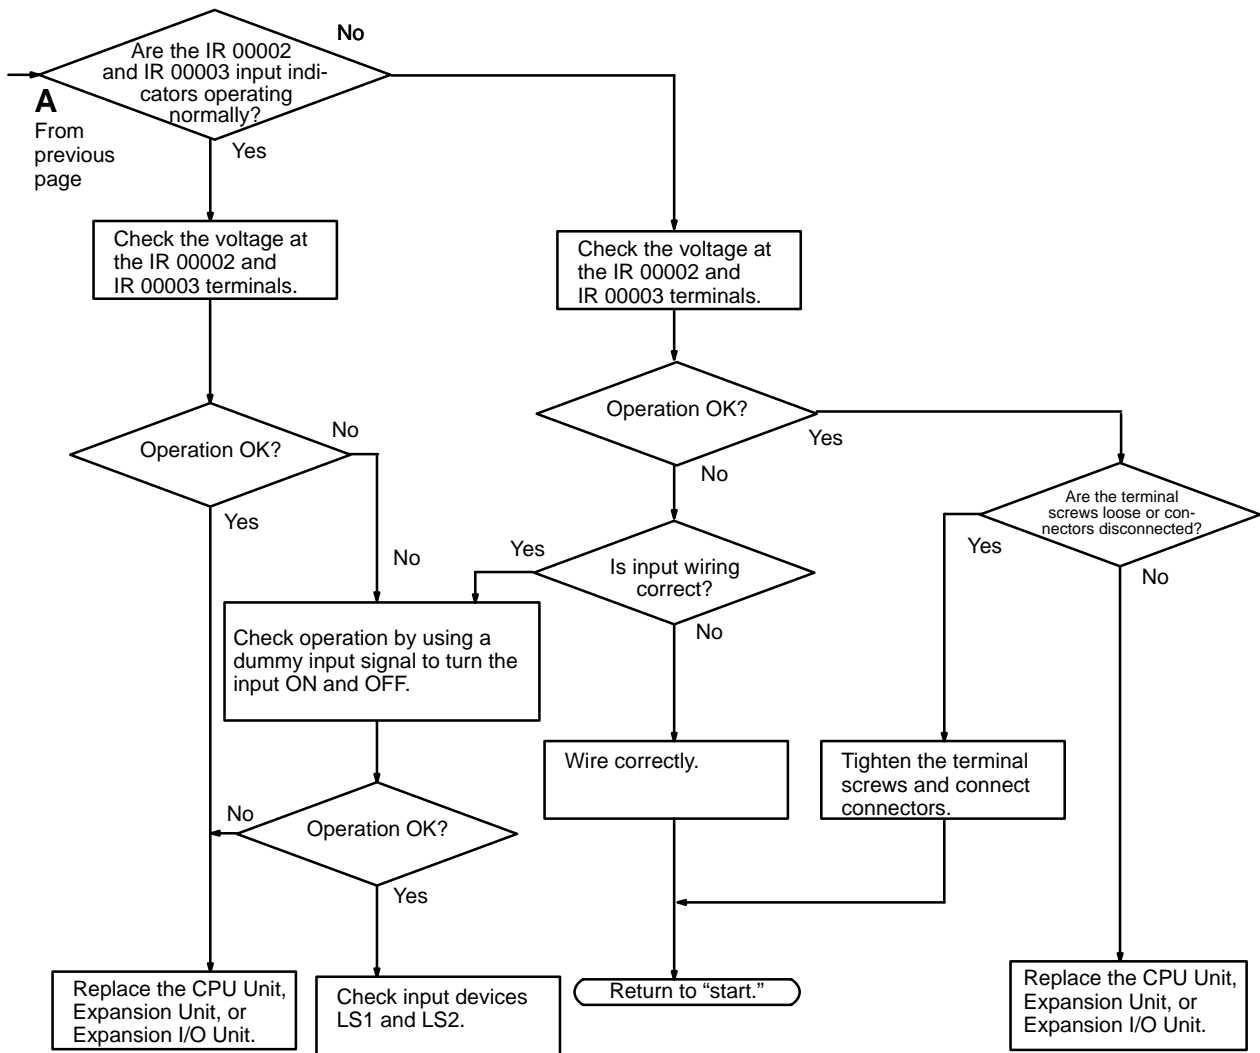 No
Are the IR 00002
and IR 00003 input indi-
cators operating
normally?
A
From
previous
page
Yes
Check the voltage at
the IR 00002 and
IR 00003 terminals.
Check the voltage at
the IR 00002 and
IR 00003 terminals.
Operation OK?
No
Yes
Operation OK?
Yes
No
Are the terminal
screws loose or con-
nectors disconnected?
Yes
No
No
Yes
Is input wiring
correct?
No
Check operation by using a
dummy input signal to turn the
input ON and OFF.
Wire correctly.
Tighten the terminal
screws and connect
connectors.
No
Operation OK?
Yes
Replace the CPU Unit,
Expansion Unit, or
Expansion I/O Unit.
Check input devices
LS1 and LS2.
Return to “start.”
Replace the CPU Unit,
Expansion Unit, or
Expansion I/O Unit.